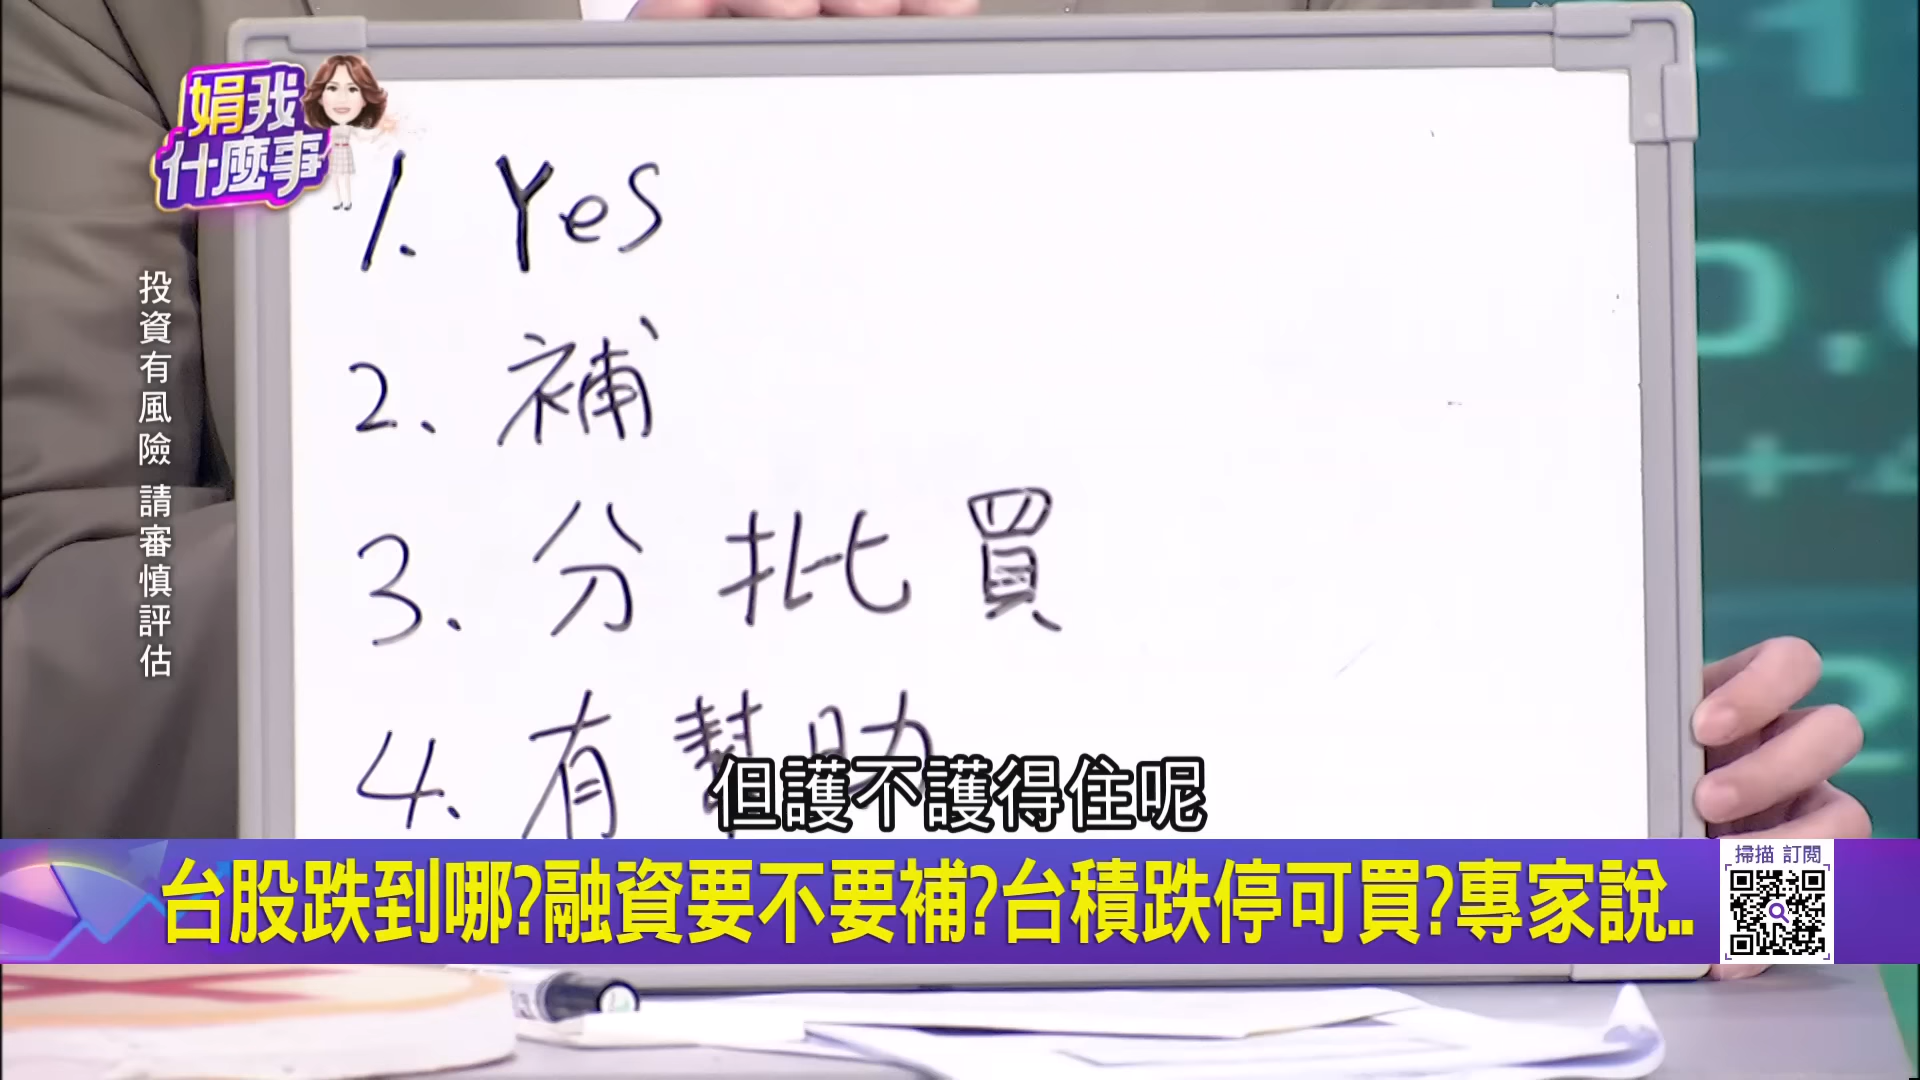 娟我
什麼事
投資有風險 請審慎評估
1. Yes
2. 補
3. 分批買
4. 有幫助
但護不護得住呢
台股跌到哪?融資要不要補?台積跌停可買?專家說..
掃描 訂閱